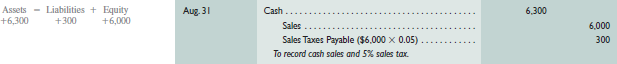 Assets − Liabilities + Equity
+6,300 +300 +6,000
Aug. 31 Cash ........................................ 6,300
Sales ........................................ 6,000
Sales Taxes Payable ($6,000 × 0.05) ............ 300
To record cash sales and 5% sales tax.